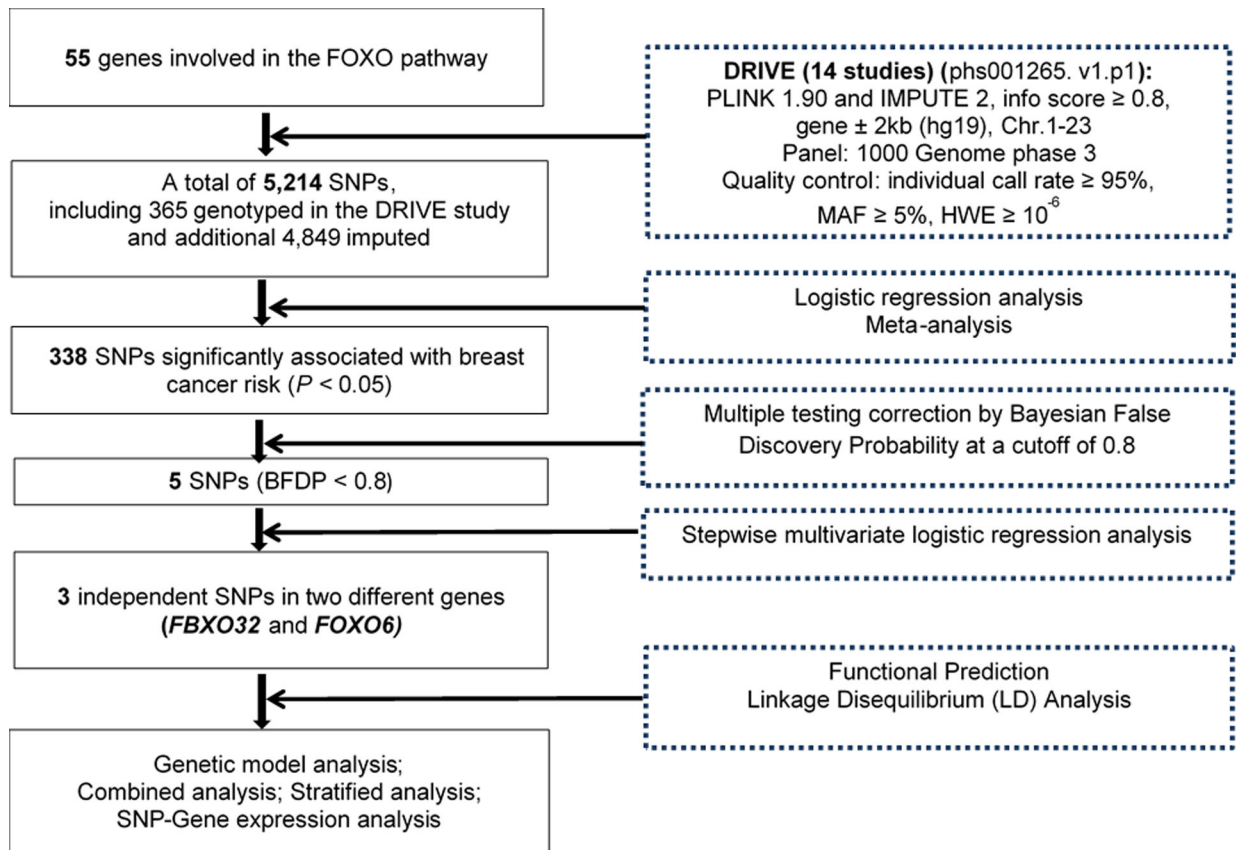 55 genes involved in the FOXO pathway
DRIVE (14 studies) (phs001265. v1.p1):
PLINK 1.90 and IMPUTE 2, info score ≥ 0.8,
gene ± 2kb (hg19), Chr.1-23
Panel: 1000 Genome phase 3
Quality control: individual call rate ≥ 95%,
MAF ≥ 5%, HWE ≥ 10⁻⁶
A total of 5,214 SNPs,
including 365 genotyped in the DRIVE study
and additional 4,849 imputed
Logistic regression analysis
Meta-analysis
338 SNPs significantly associated with breast
cancer risk (P < 0.05)
Multiple testing correction by Bayesian False
Discovery Probability at a cutoff of 0.8
5 SNPs (BFDP < 0.8)
Stepwise multivariate logistic regression analysis
3 independent SNPs in two different genes
(FBXO32 and FOXO6)
Functional Prediction
Linkage Disequilibrium (LD) Analysis
Genetic model analysis;
Combined analysis; Stratified analysis;
SNP-Gene expression analysis